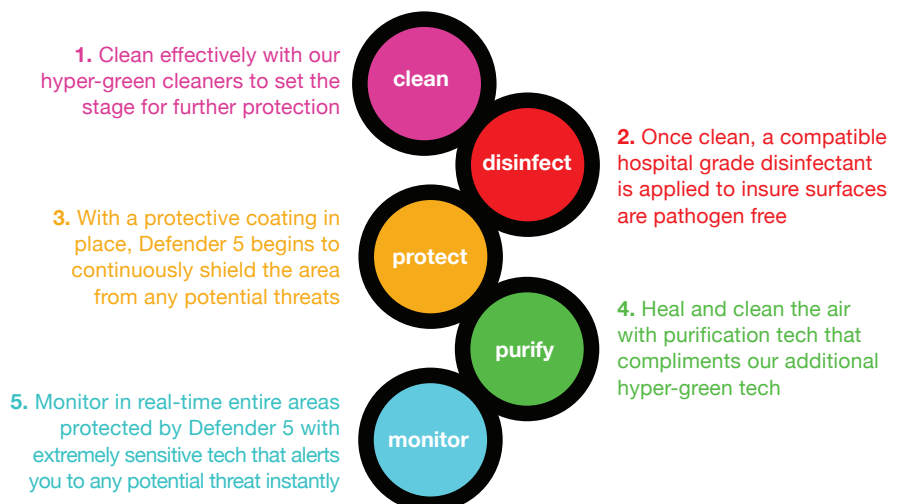 1. Clean effectively with our
hyper-green cleaners to set the
stage for further protection
clean
2. Once clean, a compatible
hospital grade disinfectant
is applied to insure surfaces
are pathogen free
disinfect
3. With a protective coating in
place, Defender 5 begins to
continuously shield the area
from any potential threats
protect
4. Heal and clean the air
with purification tech that
compliments our additional
hyper-green tech
purify
5. Monitor in real-time entire areas
protected by Defender 5 with
extremely sensitive tech that alerts
you to any potential threat instantly
monitor